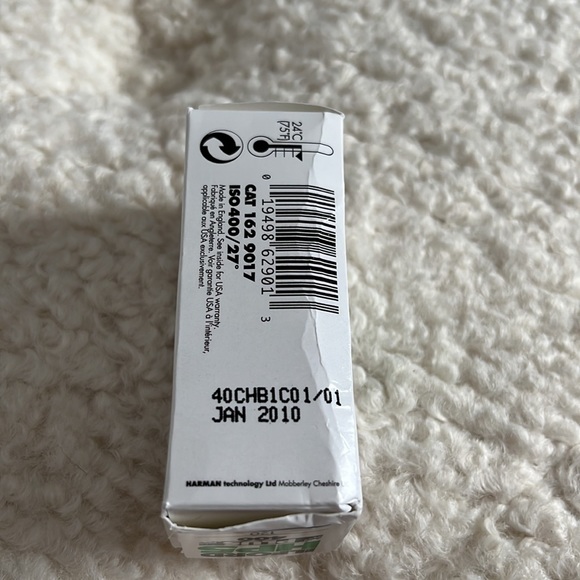 24°C
(75°F)
0 19498 62901 3
CAT 162 9017
ISO400/27°
Made in England. See inside for USA warranty.
Fabriqué en Angleterre. Voir garantie USA à l'intérieur,
applicable aux USA exclusivement.
40CHB1C01/01
JAN 2010
HARMAN technology Ltd Mobberley Cheshire